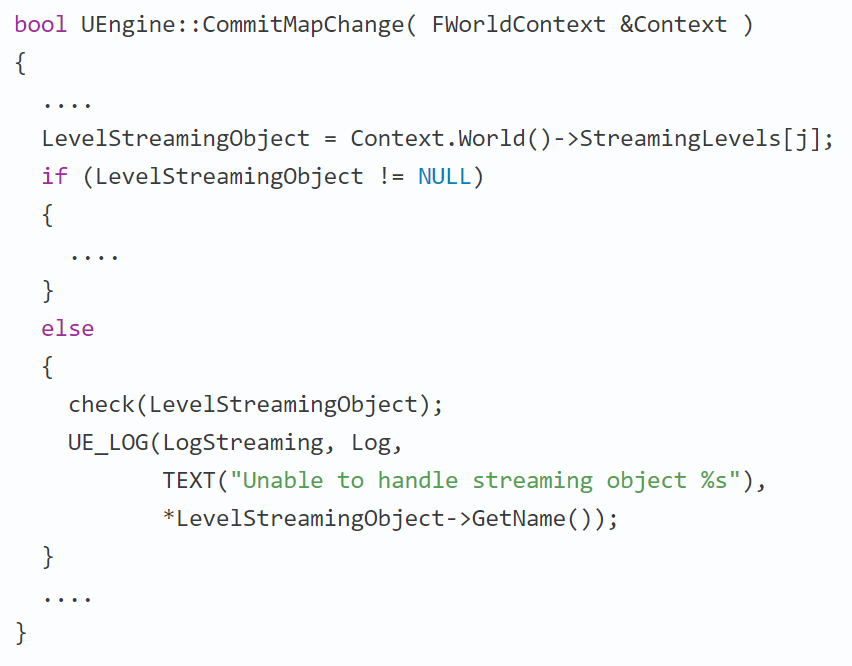 bool UEngine::CommitMapChange( FWorldContext &Context )
{
  ....
  LevelStreamingObject = Context.World()->StreamingLevels[j];
  if (LevelStreamingObject != NULL)
  {
    ....
  }
  else
  {
    check(LevelStreamingObject);
    UE_LOG(LogStreaming, Log,
           TEXT("Unable to handle streaming object %s"),
           *LevelStreamingObject->GetName());
  }
  ....
}